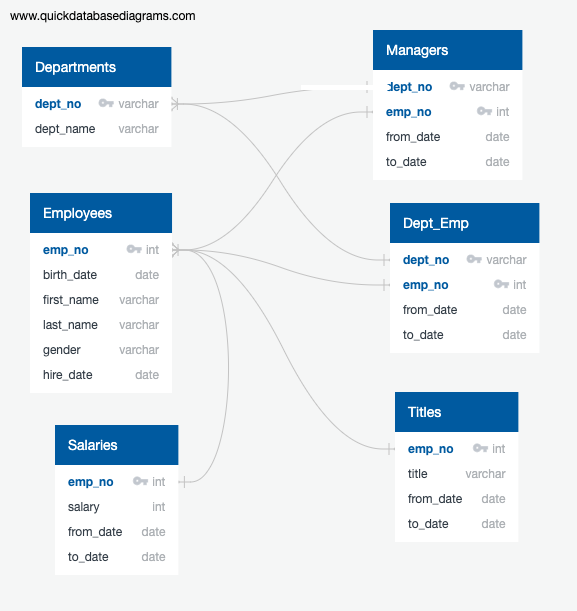 www.quickdatabasediagrams.com
Departments
dept_no varchar
dept_name varchar
Managers
dept_no varchar
emp_no int
from_date date
to_date date
Employees
emp_no int
birth_date date
first_name varchar
last_name varchar
gender varchar
hire_date date
Dept_Emp
dept_no varchar
emp_no int
from_date date
to_date date
Salaries
emp_no int
salary int
from_date date
to_date date
Titles
emp_no int
title varchar
from_date date
to_date date